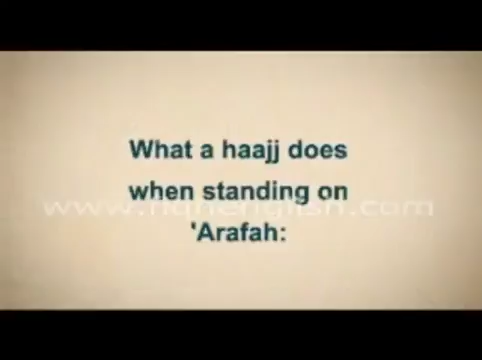 What a haajj does
when standing on
'Arafah: